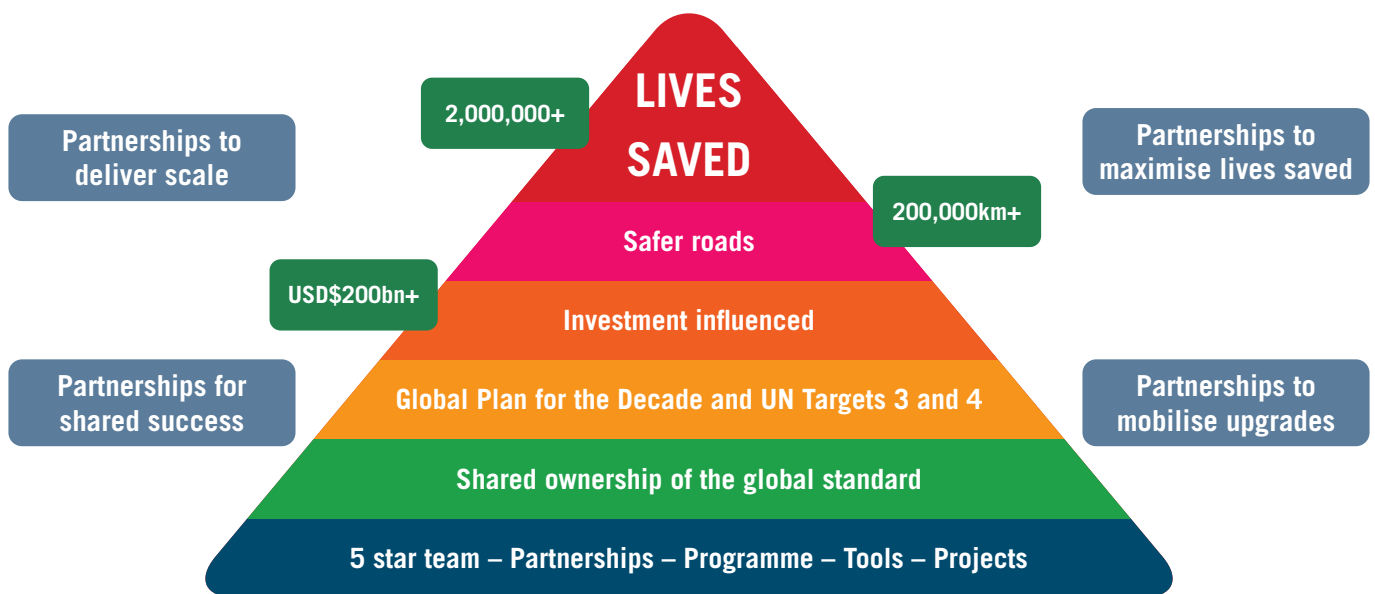 LIVES
SAVED
2,000,000+
Partnerships to
deliver scale
Partnerships to
maximise lives saved
200,000km+
Safer roads
USD$200bn+
Investment influenced
Partnerships for
shared success
Global Plan for the Decade and UN Targets 3 and 4
Partnerships to
mobilise upgrades
Shared ownership of the global standard
5 star team – Partnerships – Programme – Tools – Projects